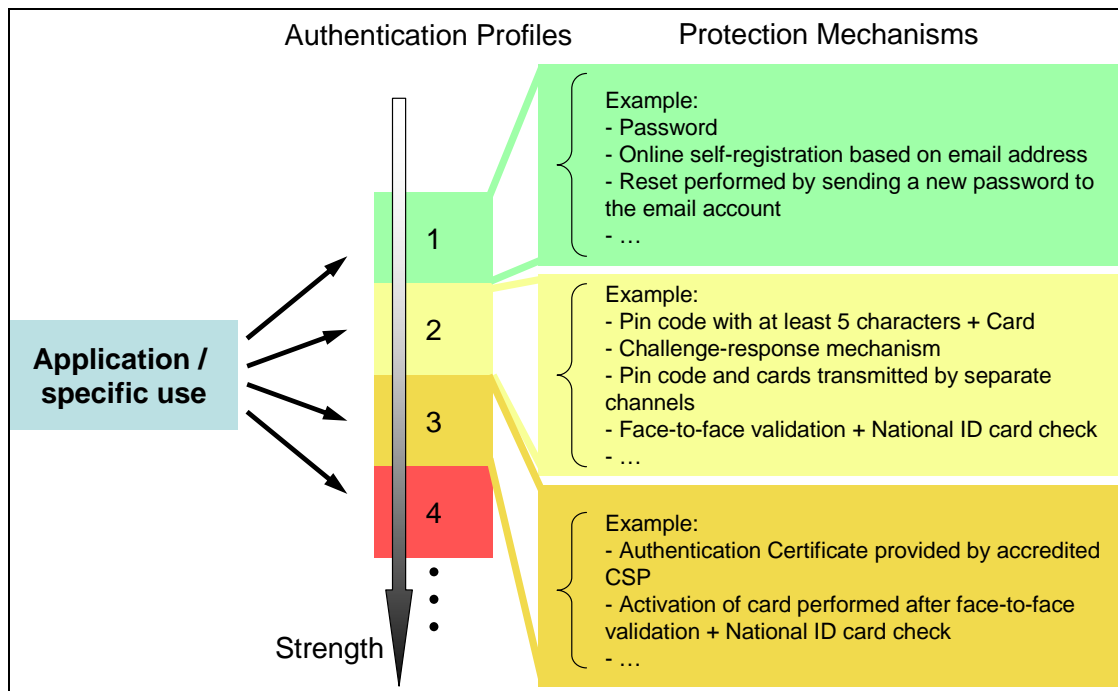 Authentication Profiles
Protection Mechanisms
Example:
- Password
- Online self-registration based on email address
- Reset performed by sending a new password to
the email account
- …
1
Example:
- Pin code with at least 5 characters + Card
- Challenge-response mechanism
- Pin code and cards transmitted by separate
channels
- Face-to-face validation + National ID card check
- …
2
Application /
specific use
3
4
Example:
- Authentication Certificate provided by accredited
CSP
- Activation of card performed after face-to-face
validation + National ID card check
- …
Strength